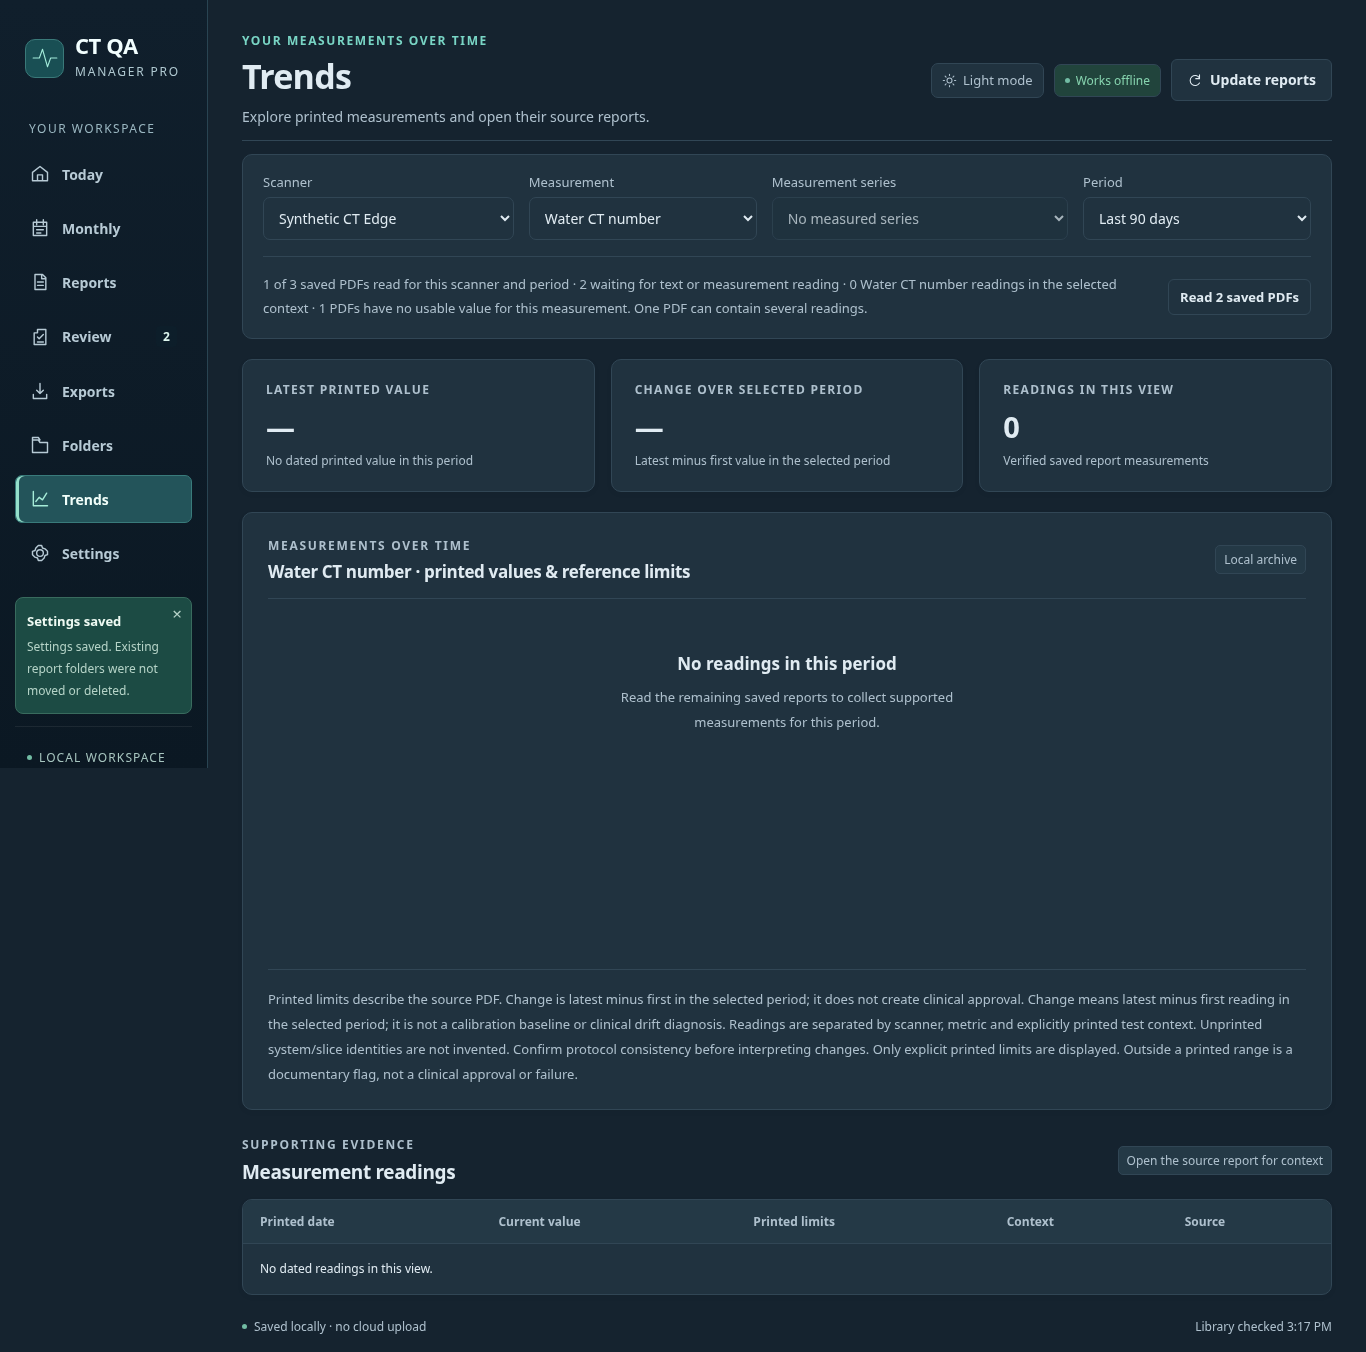 CT QA
MANAGER PRO
YOUR WORKSPACE
Today
Monthly
Reports
Review 2
Exports
Folders
Trends
Settings
Settings saved ×
Settings saved. Existing
report folders were not
moved or deleted.
LOCAL WORKSPACE
YOUR MEASUREMENTS OVER TIME
Trends
Explore printed measurements and open their source reports.
Light mode
Works offline
Update reports
Scanner
Synthetic CT Edge
Measurement
Water CT number
Measurement series
No measured series
Period
Last 90 days
1 of 3 saved PDFs read for this scanner and period · 2 waiting for text or measurement reading · 0 Water CT number readings in the selected
context · 1 PDFs have no usable value for this measurement. One PDF can contain several readings.
Read 2 saved PDFs
LATEST PRINTED VALUE
—
No dated printed value in this period
CHANGE OVER SELECTED PERIOD
—
Latest minus first value in the selected period
READINGS IN THIS VIEW
0
Verified saved report measurements
MEASUREMENTS OVER TIME
Water CT number · printed values & reference limits
Local archive
No readings in this period
Read the remaining saved reports to collect supported
measurements for this period.
Printed limits describe the source PDF. Change is latest minus first in the selected period; it does not create clinical approval. Change means latest minus first reading in
the selected period; it is not a calibration baseline or clinical drift diagnosis. Readings are separated by scanner, metric and explicitly printed test context. Unprinted
system/slice identities are not invented. Confirm protocol consistency before interpreting changes. Only explicit printed limits are displayed. Outside a printed range is a
documentary flag, not a clinical approval or failure.
SUPPORTING EVIDENCE
Measurement readings
Open the source report for context
Printed date Current value Printed limits Context Source
No dated readings in this view.
Saved locally · no cloud upload
Library checked 3:17 PM